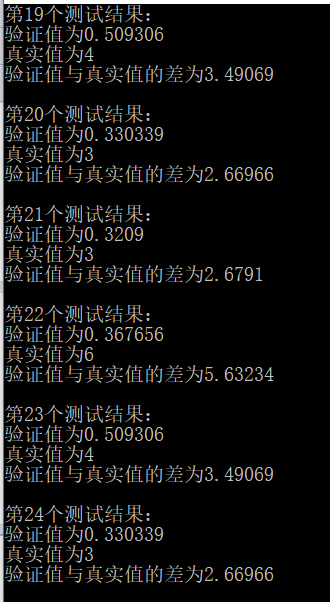 第19个测试结果：
验证值为0.509306
真实值为4
验证值与真实值的差为3.49069
第20个测试结果：
验证值为0.330339
真实值为3
验证值与真实值的差为2.66966
第21个测试结果：
验证值为0.3209
真实值为3
验证值与真实值的差为2.6791
第22个测试结果：
验证值为0.367656
真实值为6
验证值与真实值的差为5.63234
第23个测试结果：
验证值为0.509306
真实值为4
验证值与真实值的差为3.49069
第24个测试结果：
验证值为0.330339
真实值为3
验证值与真实值的差为2.66966